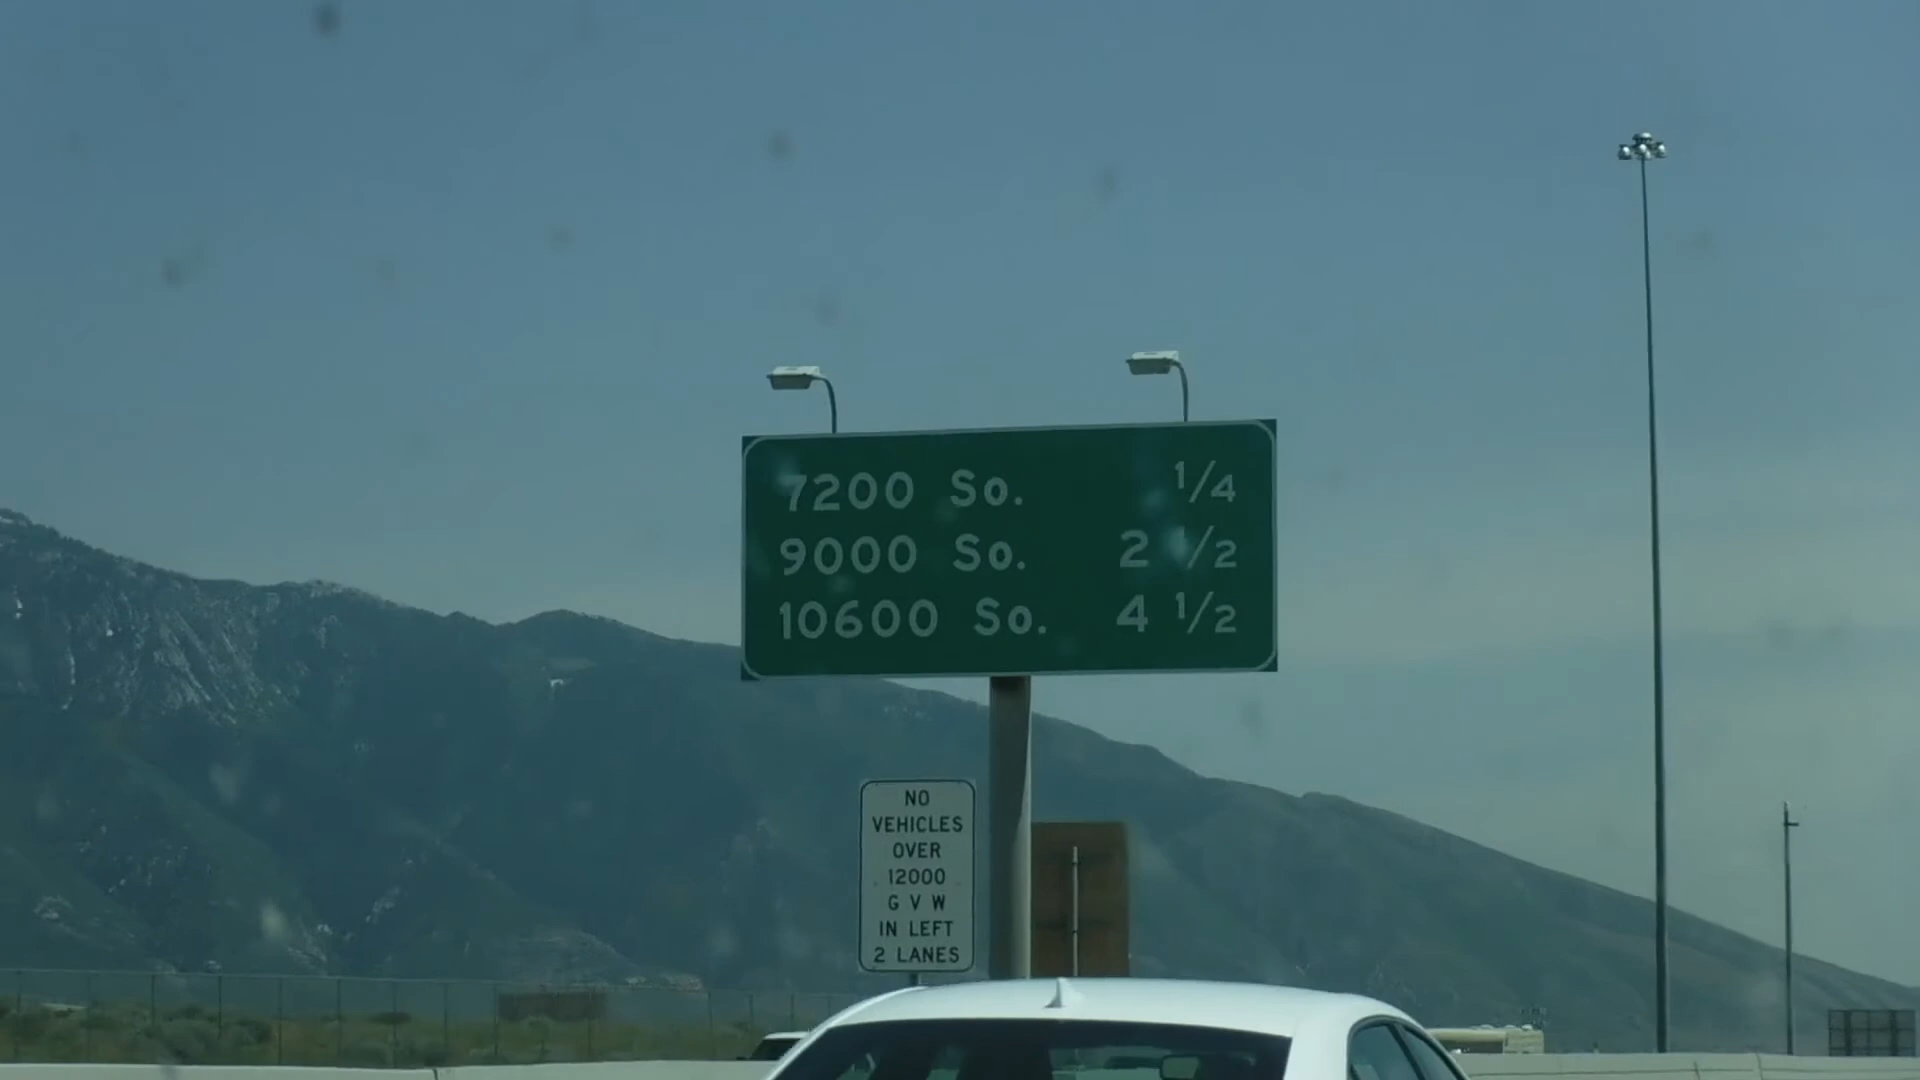 7200 So. 1/4
9000 So. 2 1/2
10600 So. 4 1/2
NO
VEHICLES
OVER
12000
G V W
IN LEFT
2 LANES